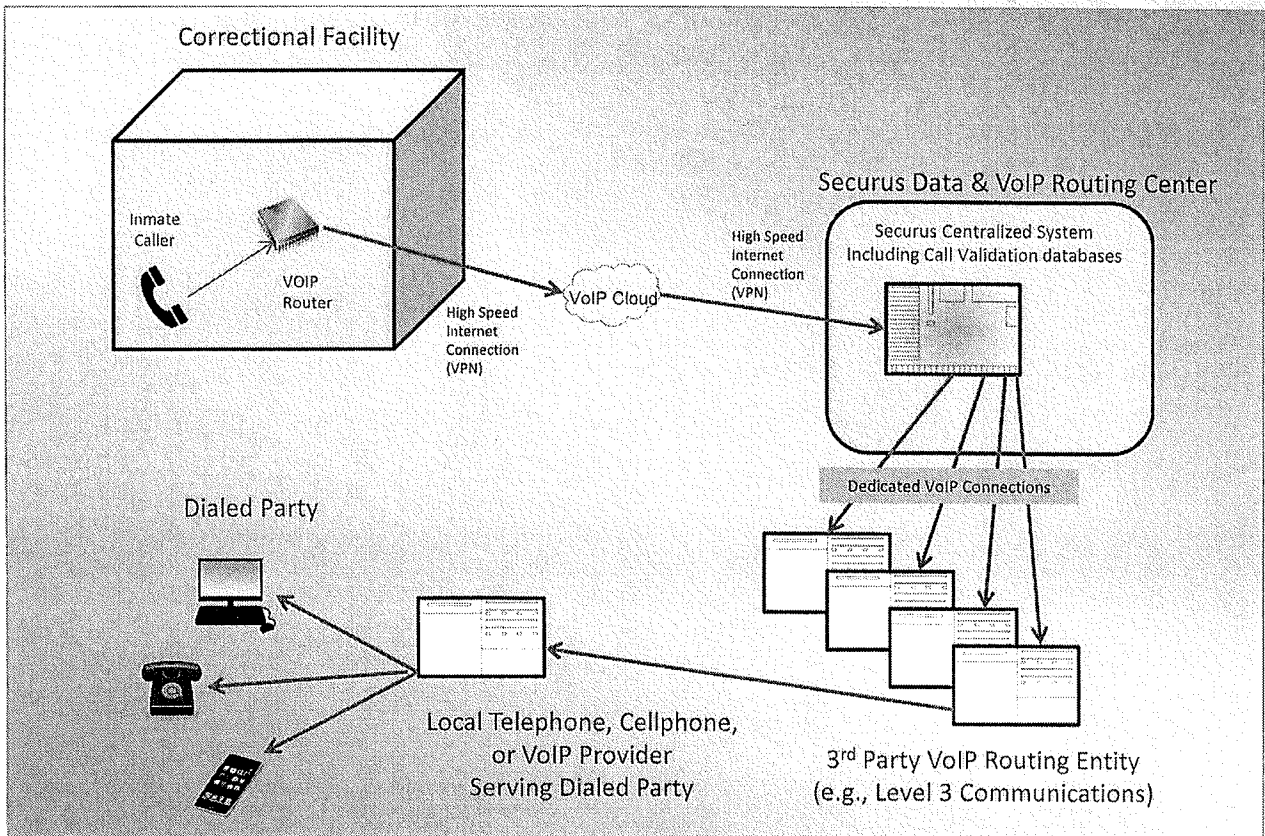 Correctional Facility
Inmate
Caller
VOIP
Router
High Speed
Internet
Connection
(VPN)
VoIP Cloud
High Speed
Internet
Connection
(VPN)
Securus Data & VoIP Routing Center
Securus Centralized System
Including Call Validation databases
Dedicated VoIP Connections
3rd Party VoIP Routing Entity
(e.g., Level 3 Communications)
Local Telephone, Cellphone,
or VoIP Provider
Serving Dialed Party
Dialed Party